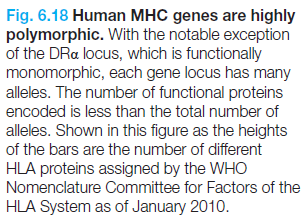 Fig. 6.18 Human MHC genes are highly
polymorphic. With the notable exception
of the DRα locus, which is functionally
monomorphic, each gene locus has many
alleles. The number of functional proteins
encoded is less than the total number of
alleles. Shown in this figure as the heights
of the bars are the number of different
HLA proteins assigned by the WHO
Nomenclature Committee for Factors of the
HLA System as of January 2010.